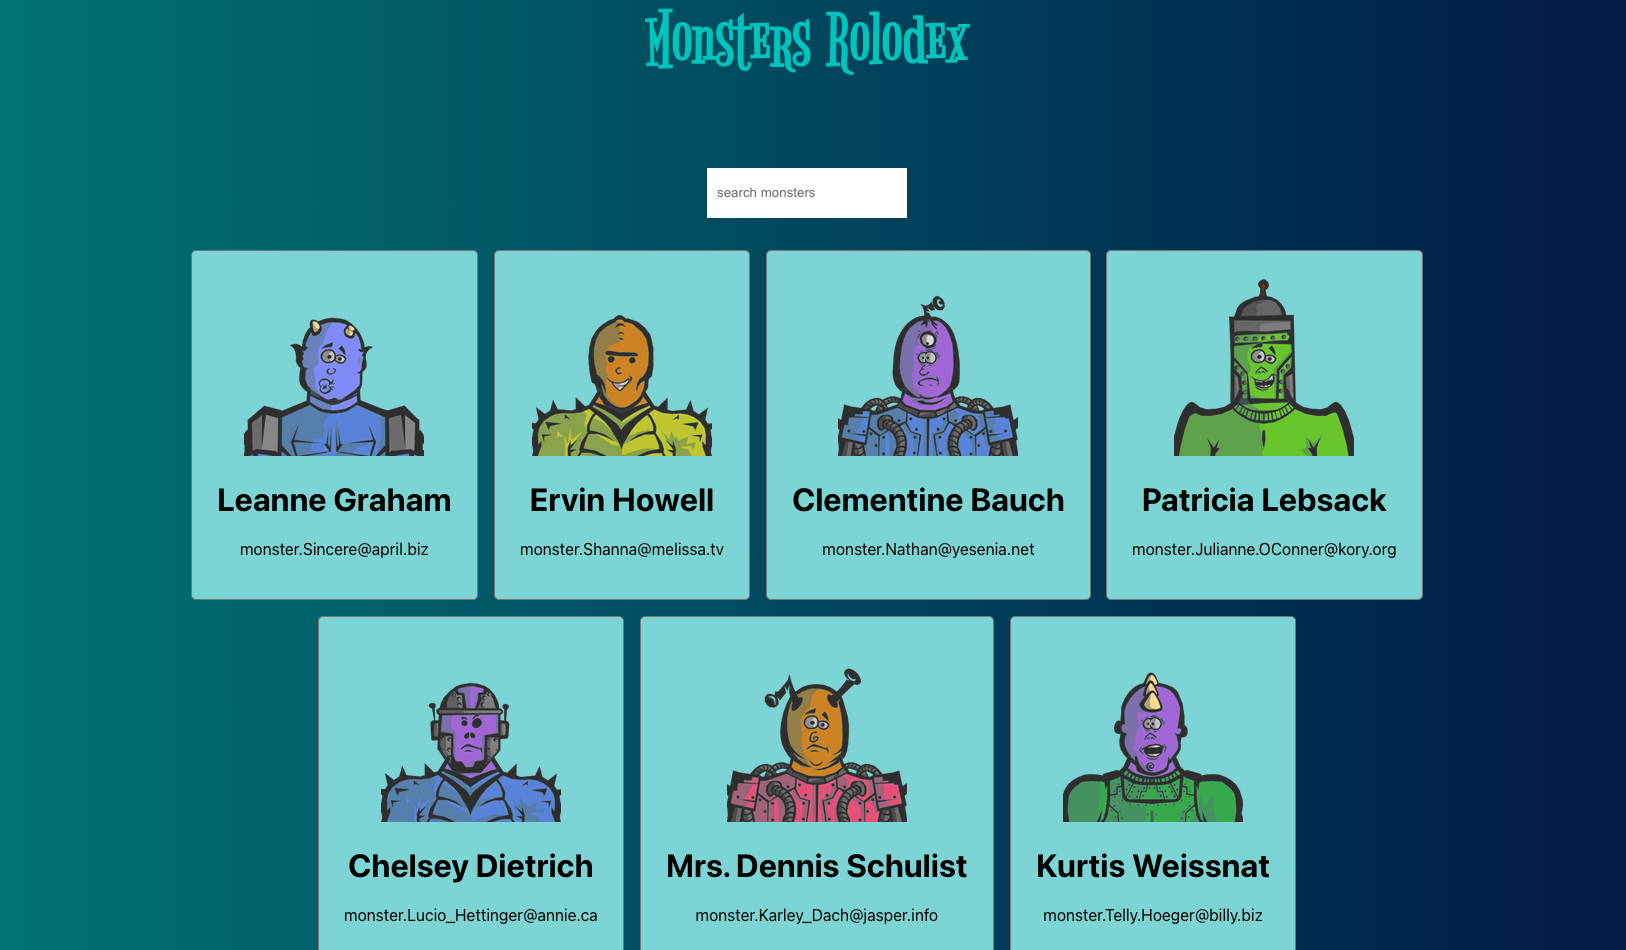 Monsters Rolodex
search monsters
Leanne Graham
monster.Sincere@april.biz
Ervin Howell
monster.Shanna@melissa.tv
Clementine Bauch
monster.Nathan@yesenia.net
Patricia Lebsack
monster.Julianne.OConner@kory.org
Chelsey Dietrich
monster.Lucio_Hettinger@annie.ca
Mrs. Dennis Schulist
monster.Karley_Dach@jasper.info
Kurtis Weissnat
monster.Telly.Hoeger@billy.biz